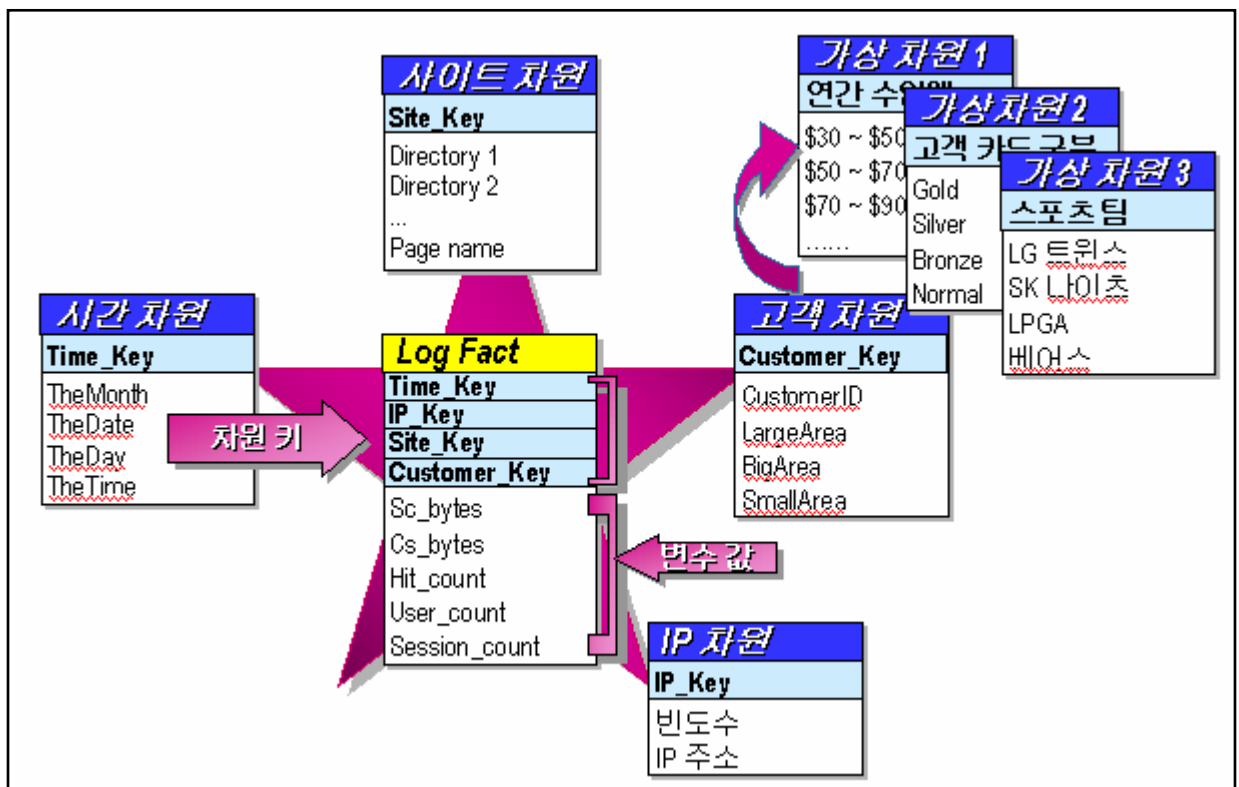 사이트 차원
Site_Key
Directory 1
Directory 2
...
Page name
가상 차원 1
연간
$30 ~ $50
$50 ~ $70
$70 ~ $90
......
가상차원 2
고객 카드
Gold
Silver
Bronze
Normal
가상 차원 3
스포츠팀
LG 트윈스
SK 나이츠
LPGA
베어스
시간 차원
Time_Key
TheMonth
TheDate
TheDay
TheTime
차원 키
Log Fact
Time_Key
IP_Key
Site_Key
Customer_Key
Sc_bytes
Cs_bytes
Hit_count
User_count
Session_count
변수 값
고객 차원
Customer_Key
CustomerID
LargeArea
BigArea
SmallArea
IP 차원
IP_Key
빈도수
IP 주소